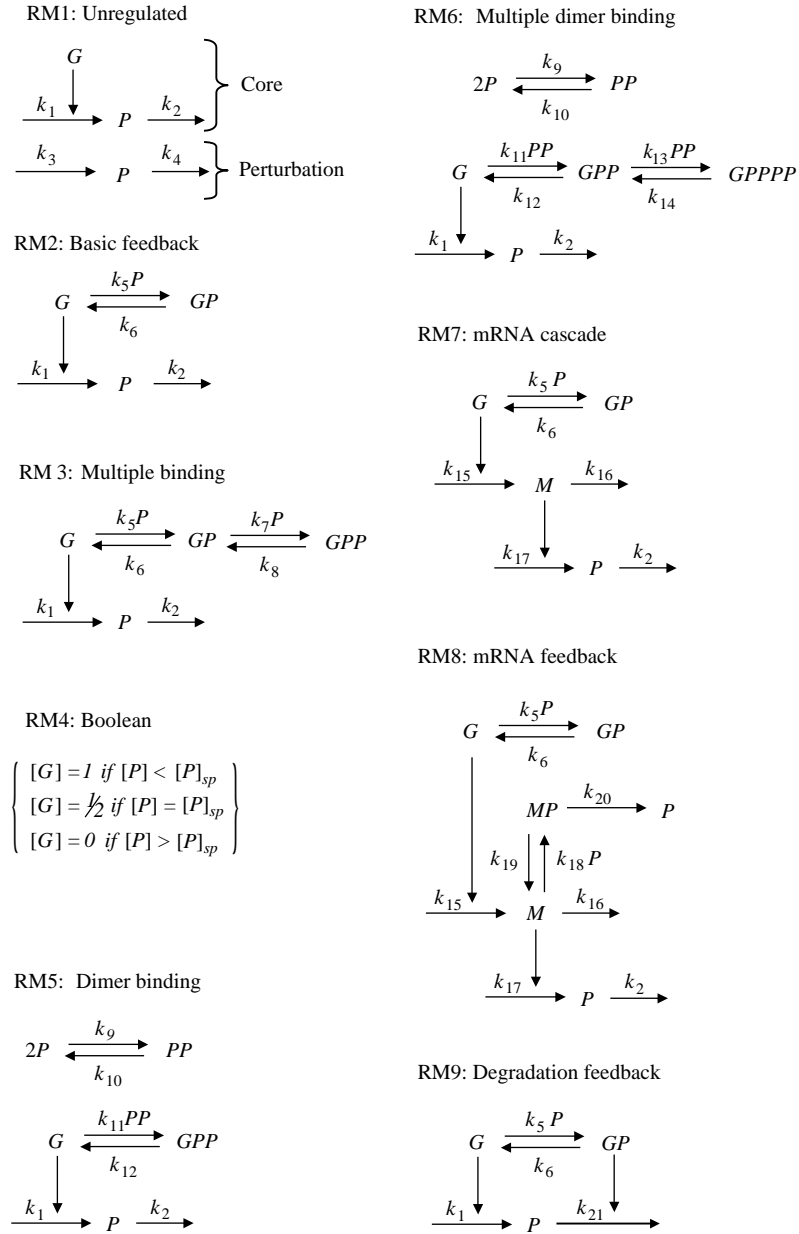 RM1: Unregulated
G
k1 P k2
Core
k3 P k4
Perturbation
RM2: Basic feedback
G k5P GP
k6
k1 P k2
RM 3: Multiple binding
G k5P GP k7P GPP
k6 k8
k1 P k2
RM4: Boolean
[G] = 1 if [P] < [P]sp
[G] = ½ if [P] = [P]sp
[G] = 0 if [P] > [P]sp
RM5: Dimer binding
2P k9 PP
k10
G k11PP GPP
k12
k1 P k2
RM6: Multiple dimer binding
2P k9 PP
k10
G k11PP GPP k13PP GPPPP
k12 k14
k1 P k2
RM7: mRNA cascade
G k5 P GP
k6
k15 M k16
k17 P k2
RM8: mRNA feedback
G k5P GP
k6
MP k20 P
k19 k18 P
k15 M k16
k17 P k2
RM9: Degradation feedback
G k5 P GP
k6
k1 P k21